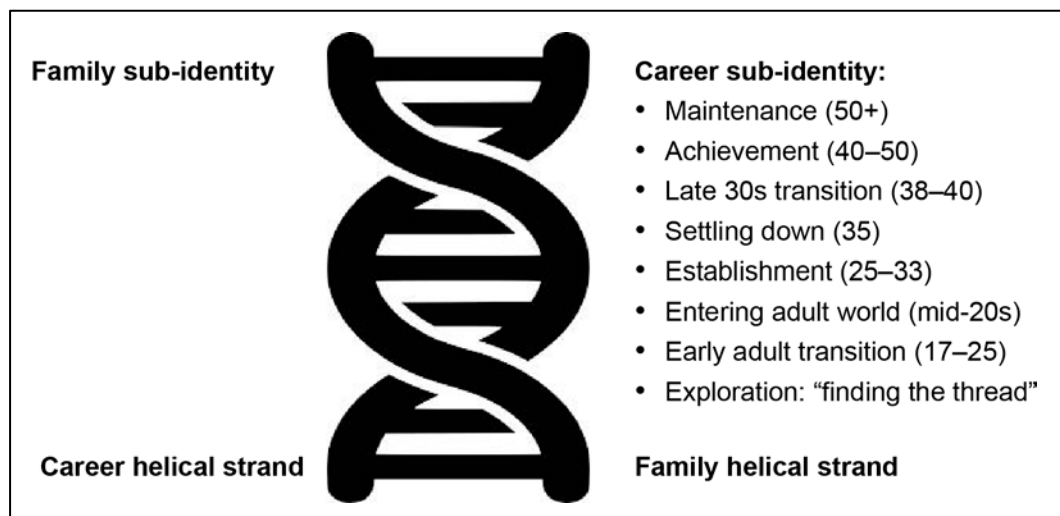 Family sub-identity
Career sub-identity:
• Maintenance (50+)
• Achievement (40–50)
• Late 30s transition (38–40)
• Settling down (35)
• Establishment (25–33)
• Entering adult world (mid-20s)
• Early adult transition (17–25)
• Exploration: “finding the thread”
Career helical strand
Family helical strand